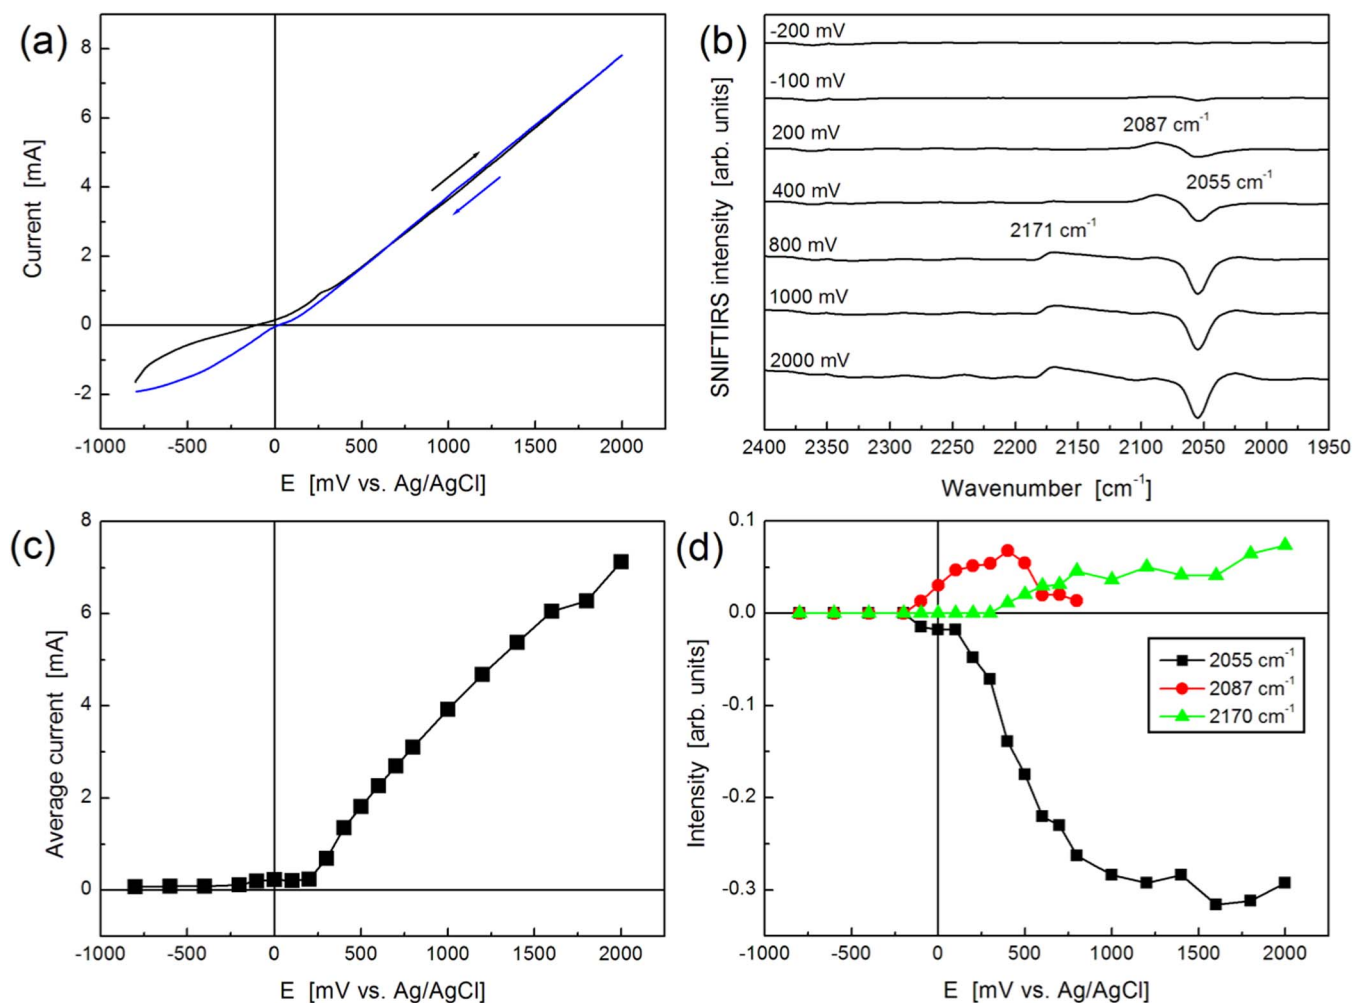 (a)
8
6
4
2
0
-2
Current [mA]
-1000 -500 0 500 1000 1500 2000
E [mV vs. Ag/AgCl]
(b)
-200 mV
-100 mV
200 mV
2087 cm-1
400 mV
2055 cm-1
800 mV
2171 cm-1
1000 mV
2000 mV
SNIFTIRS intensity [arb. units]
2400 2350 2300 2250 2200 2150 2100 2050 2000 1950
Wavenumber [cm-1]
(c)
8
6
4
2
0
Average current [mA]
-1000 -500 0 500 1000 1500 2000
E [mV vs. Ag/AgCl]
(d)
0.1
0.0
-0.1
-0.2
-0.3
Intensity [arb. units]
2055 cm-1
2087 cm-1
2170 cm-1
-1000 -500 0 500 1000 1500 2000
E [mV vs. Ag/AgCl]